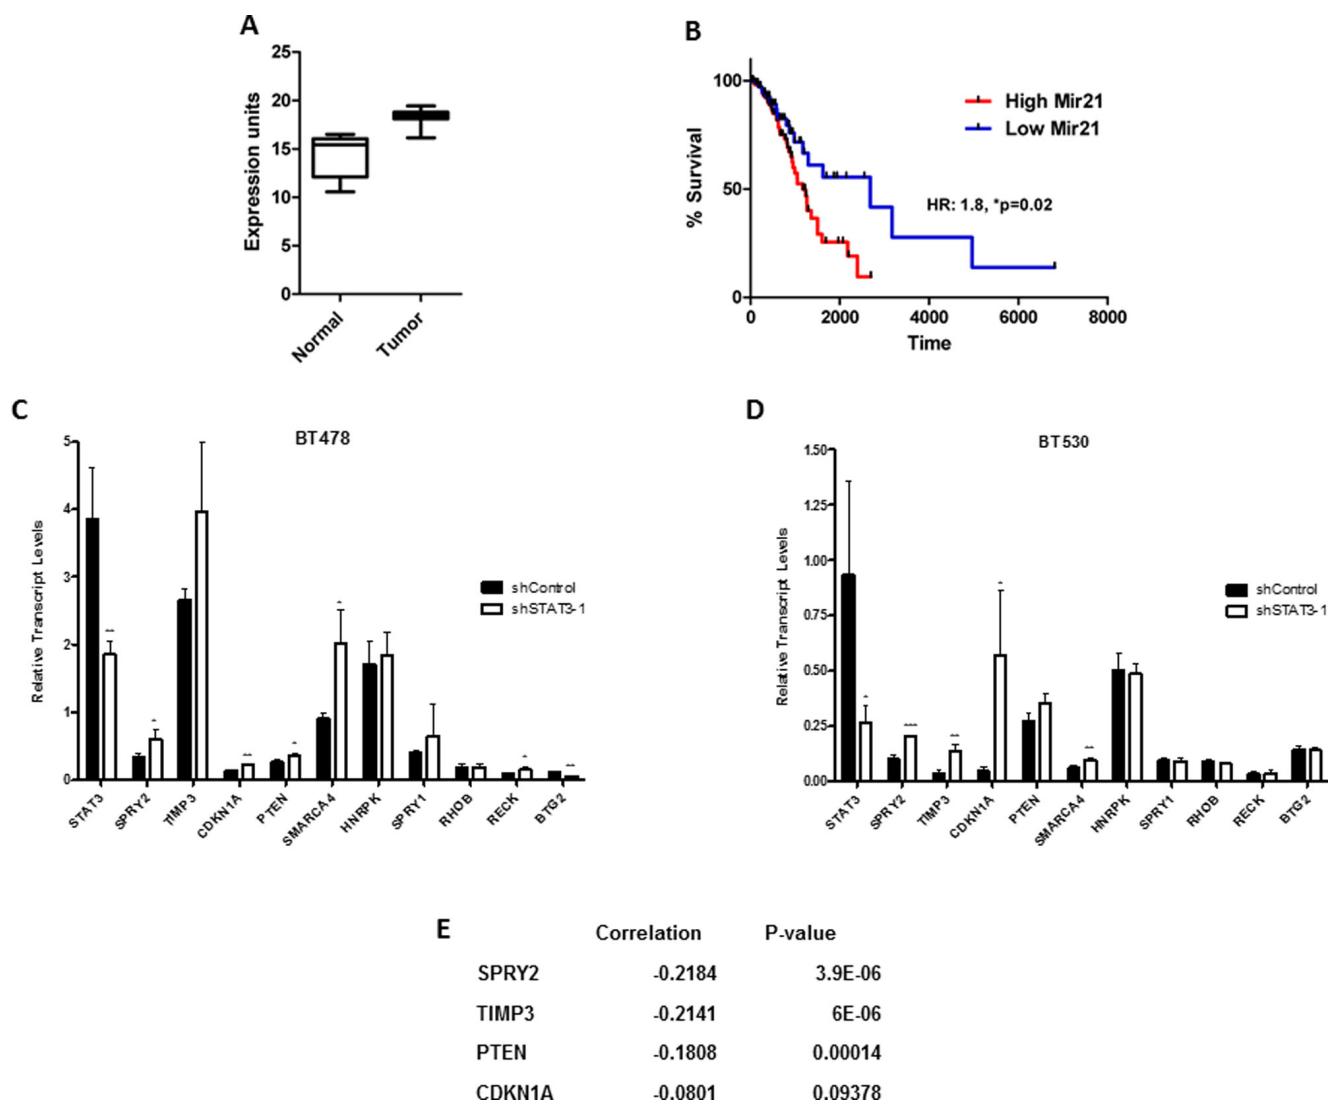 A
Expression units
25
20
15
10
5
0
Normal
Tumor
B
% Survival
100
50
0
High Mir21
Low Mir21
HR: 1.8, *p=0.02
0 2000 4000 6000 8000
Time
C
BT478
Relative Transcript Levels
5
4
3
2
1
0
shControl
shSTAT3-1
** * ** * * * **
STAT3 SPRY2 TIMP3 CDKN1A PTEN SMARCA4 HNRPK SPRY1 RHOB RECK BTG2
D
BT530
Relative Transcript Levels
1.50
1.25
1.00
0.75
0.50
0.25
0.00
shControl
shSTAT3-1
* *** ** * **
STAT3 SPRY2 TIMP3 CDKN1A PTEN SMARCA4 HNRPK SPRY1 RHOB RECK BTG2
E
Correlation P-value
SPRY2 -0.2184 3.9E-06
TIMP3 -0.2141 6E-06
PTEN -0.1808 0.00014
CDKN1A -0.0801 0.09378